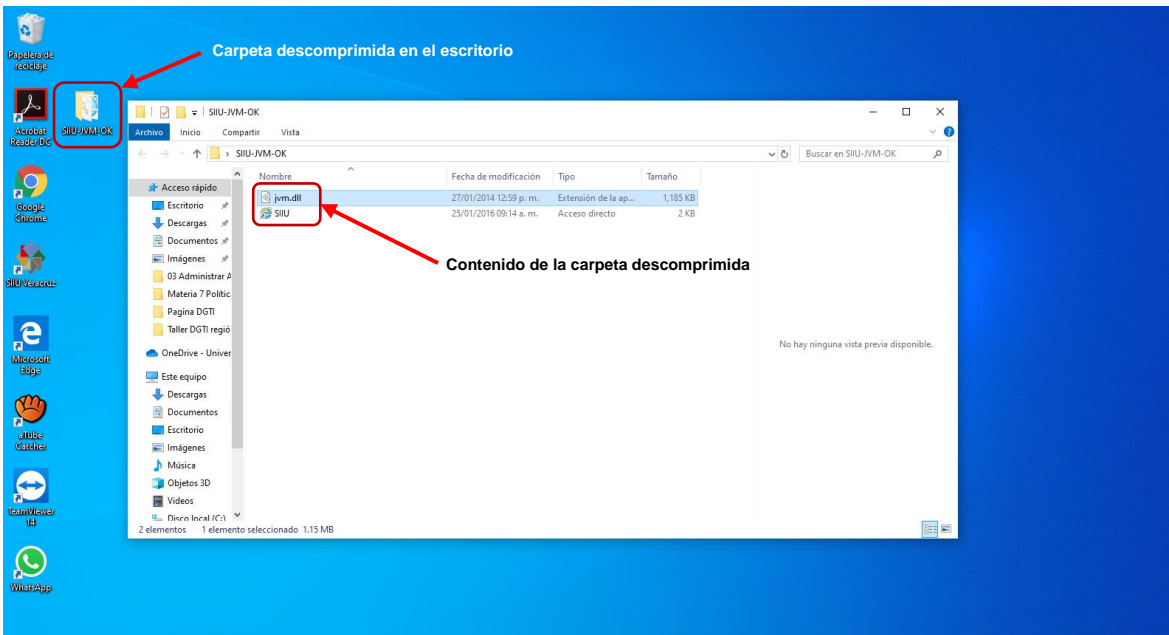 Papelera de
reciclaje
Carpeta descomprimida en el escritorio
Acrobat
Reader DC
SIIU-JVM-OK
Google
Chrome
SIIU Veracruz
Microsoft
Edge
aTube
Catcher
TeamViewer
14
WhatsApp
SIIU-JVM-OK
Archivo Inicio Compartir Vista
SIIU-JVM-OK
Buscar en SIIU-JVM-OK
Acceso rápido
Escritorio
Descargas
Documentos
Imágenes
03 Administrar A
Materia 7 Polític
Pagina DGTI
Taller DGTI regió
OneDrive - Univer
Este equipo
Descargas
Documentos
Escritorio
Imágenes
Música
Objetos 3D
Videos
Disco local (C:)
Nombre Fecha de modificación Tipo Tamaño
jvm.dll 27/01/2014 12:59 p. m. Extensión de la ap... 1,185 KB
SIIU 25/01/2016 09:14 a. m. Acceso directo 2 KB
Contenido de la carpeta descomprimida
No hay ninguna vista previa disponible.
2 elementos 1 elemento seleccionado 1.15 MB